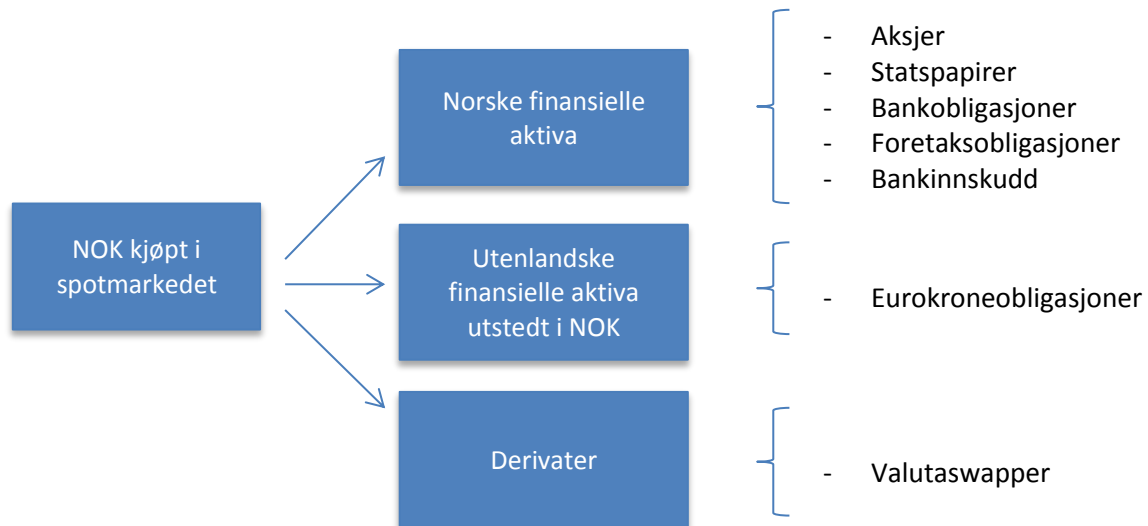 NOK kjøpt i
spotmarkedet
Norske finansielle
aktiva
- Aksjer
- Statspapirer
- Bankobligasjoner
- Foretaksobligasjoner
- Bankinnskudd
Utenlandske
finansielle aktiva
utstedt i NOK
- Eurokroneobligasjoner
Derivater
- Valutaswapper